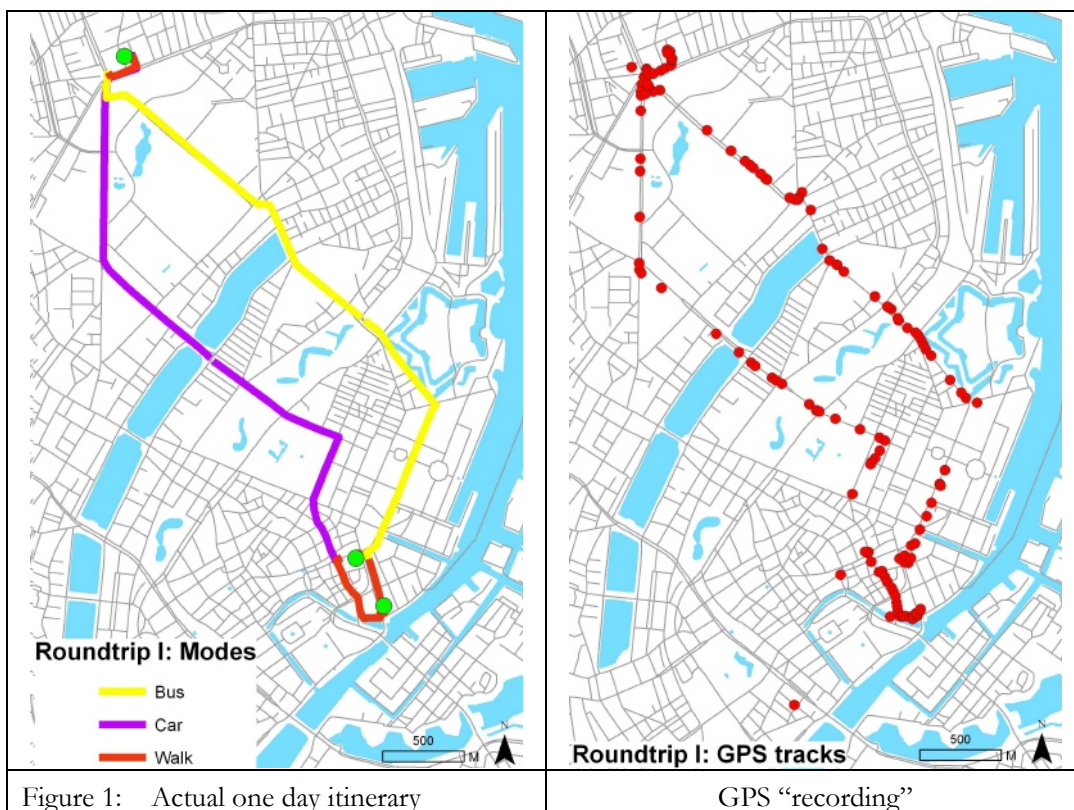 Roundtrip I: Modes
Bus
Car
Walk
500
M
N
Roundtrip I: GPS tracks
500
M
N
Figure 1: Actual one day itinerary
GPS “recording”